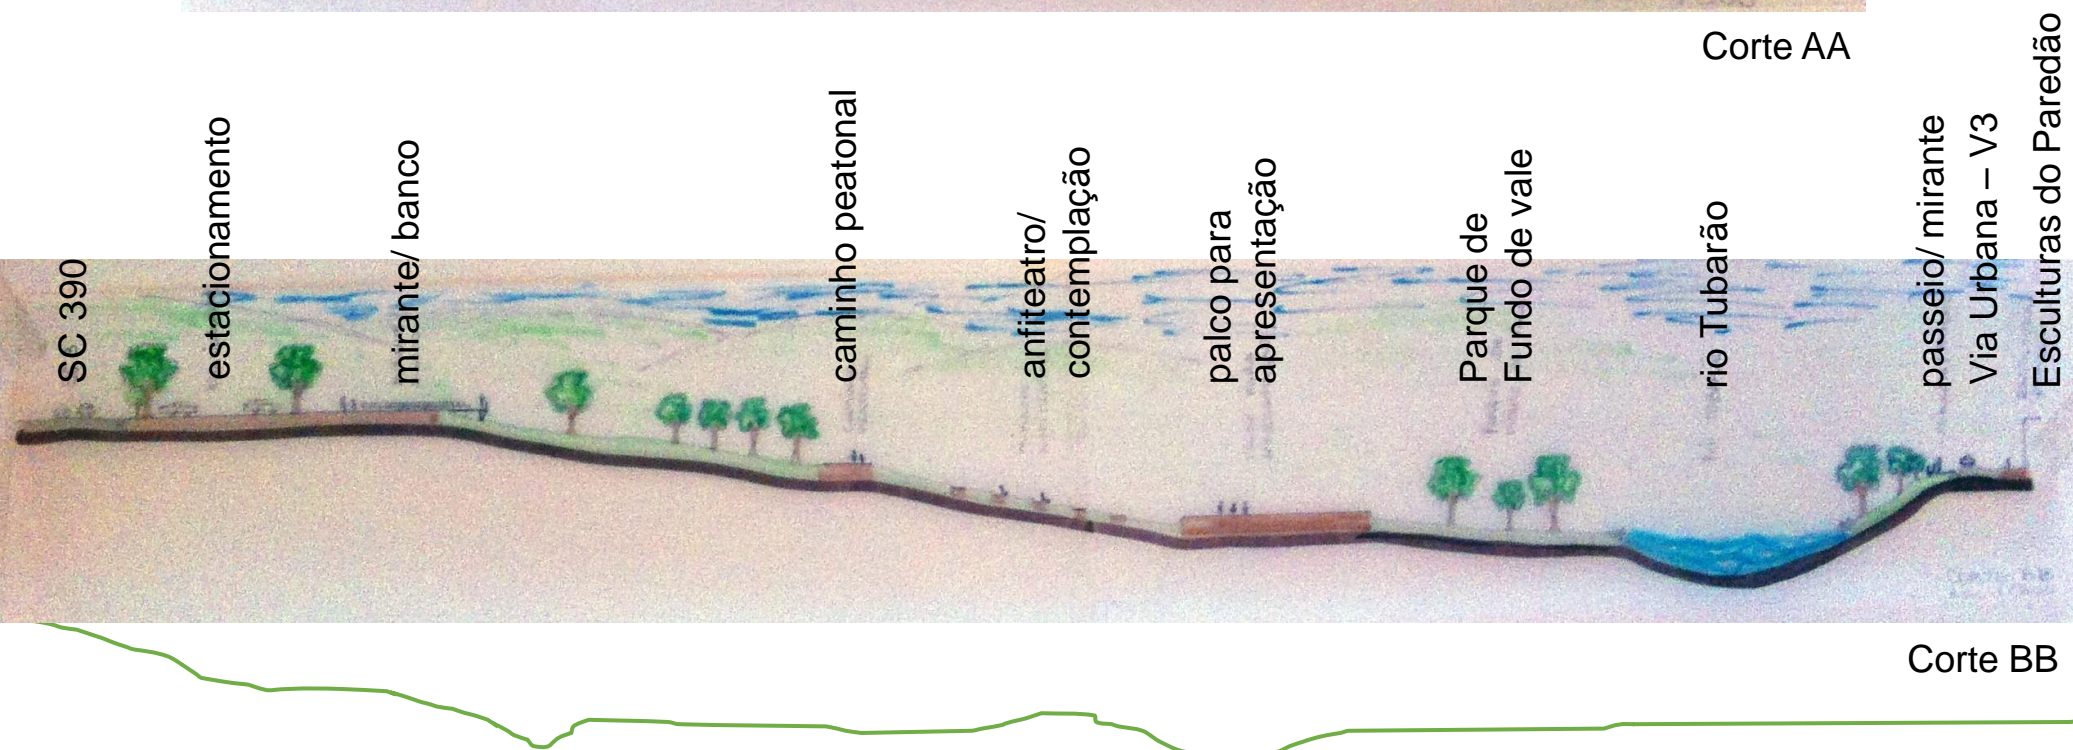 Corte AA
SC 390
estacionamento
mirante/ banco
caminho peatonal
anfiteatro/
contemplação
palco para
apresentação
Parque de
Fundo de vale
rio Tubarão
passeio/ mirante
Via Urbana – V3
Esculturas do Paredão
Corte BB